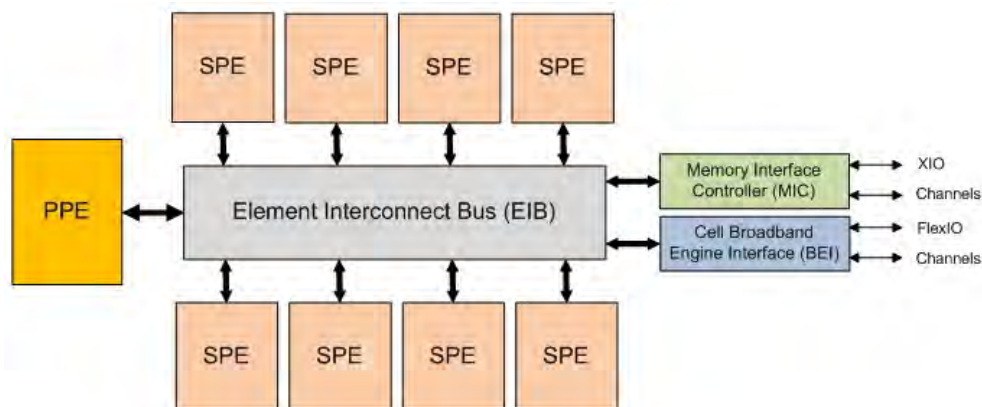 SPE
SPE
SPE
SPE
PPE
Element Interconnect Bus (EIB)
Memory Interface
Controller (MIC)
XIO
Channels
Cell Broadband
Engine Interface (BEI)
FlexIO
Channels
SPE
SPE
SPE
SPE